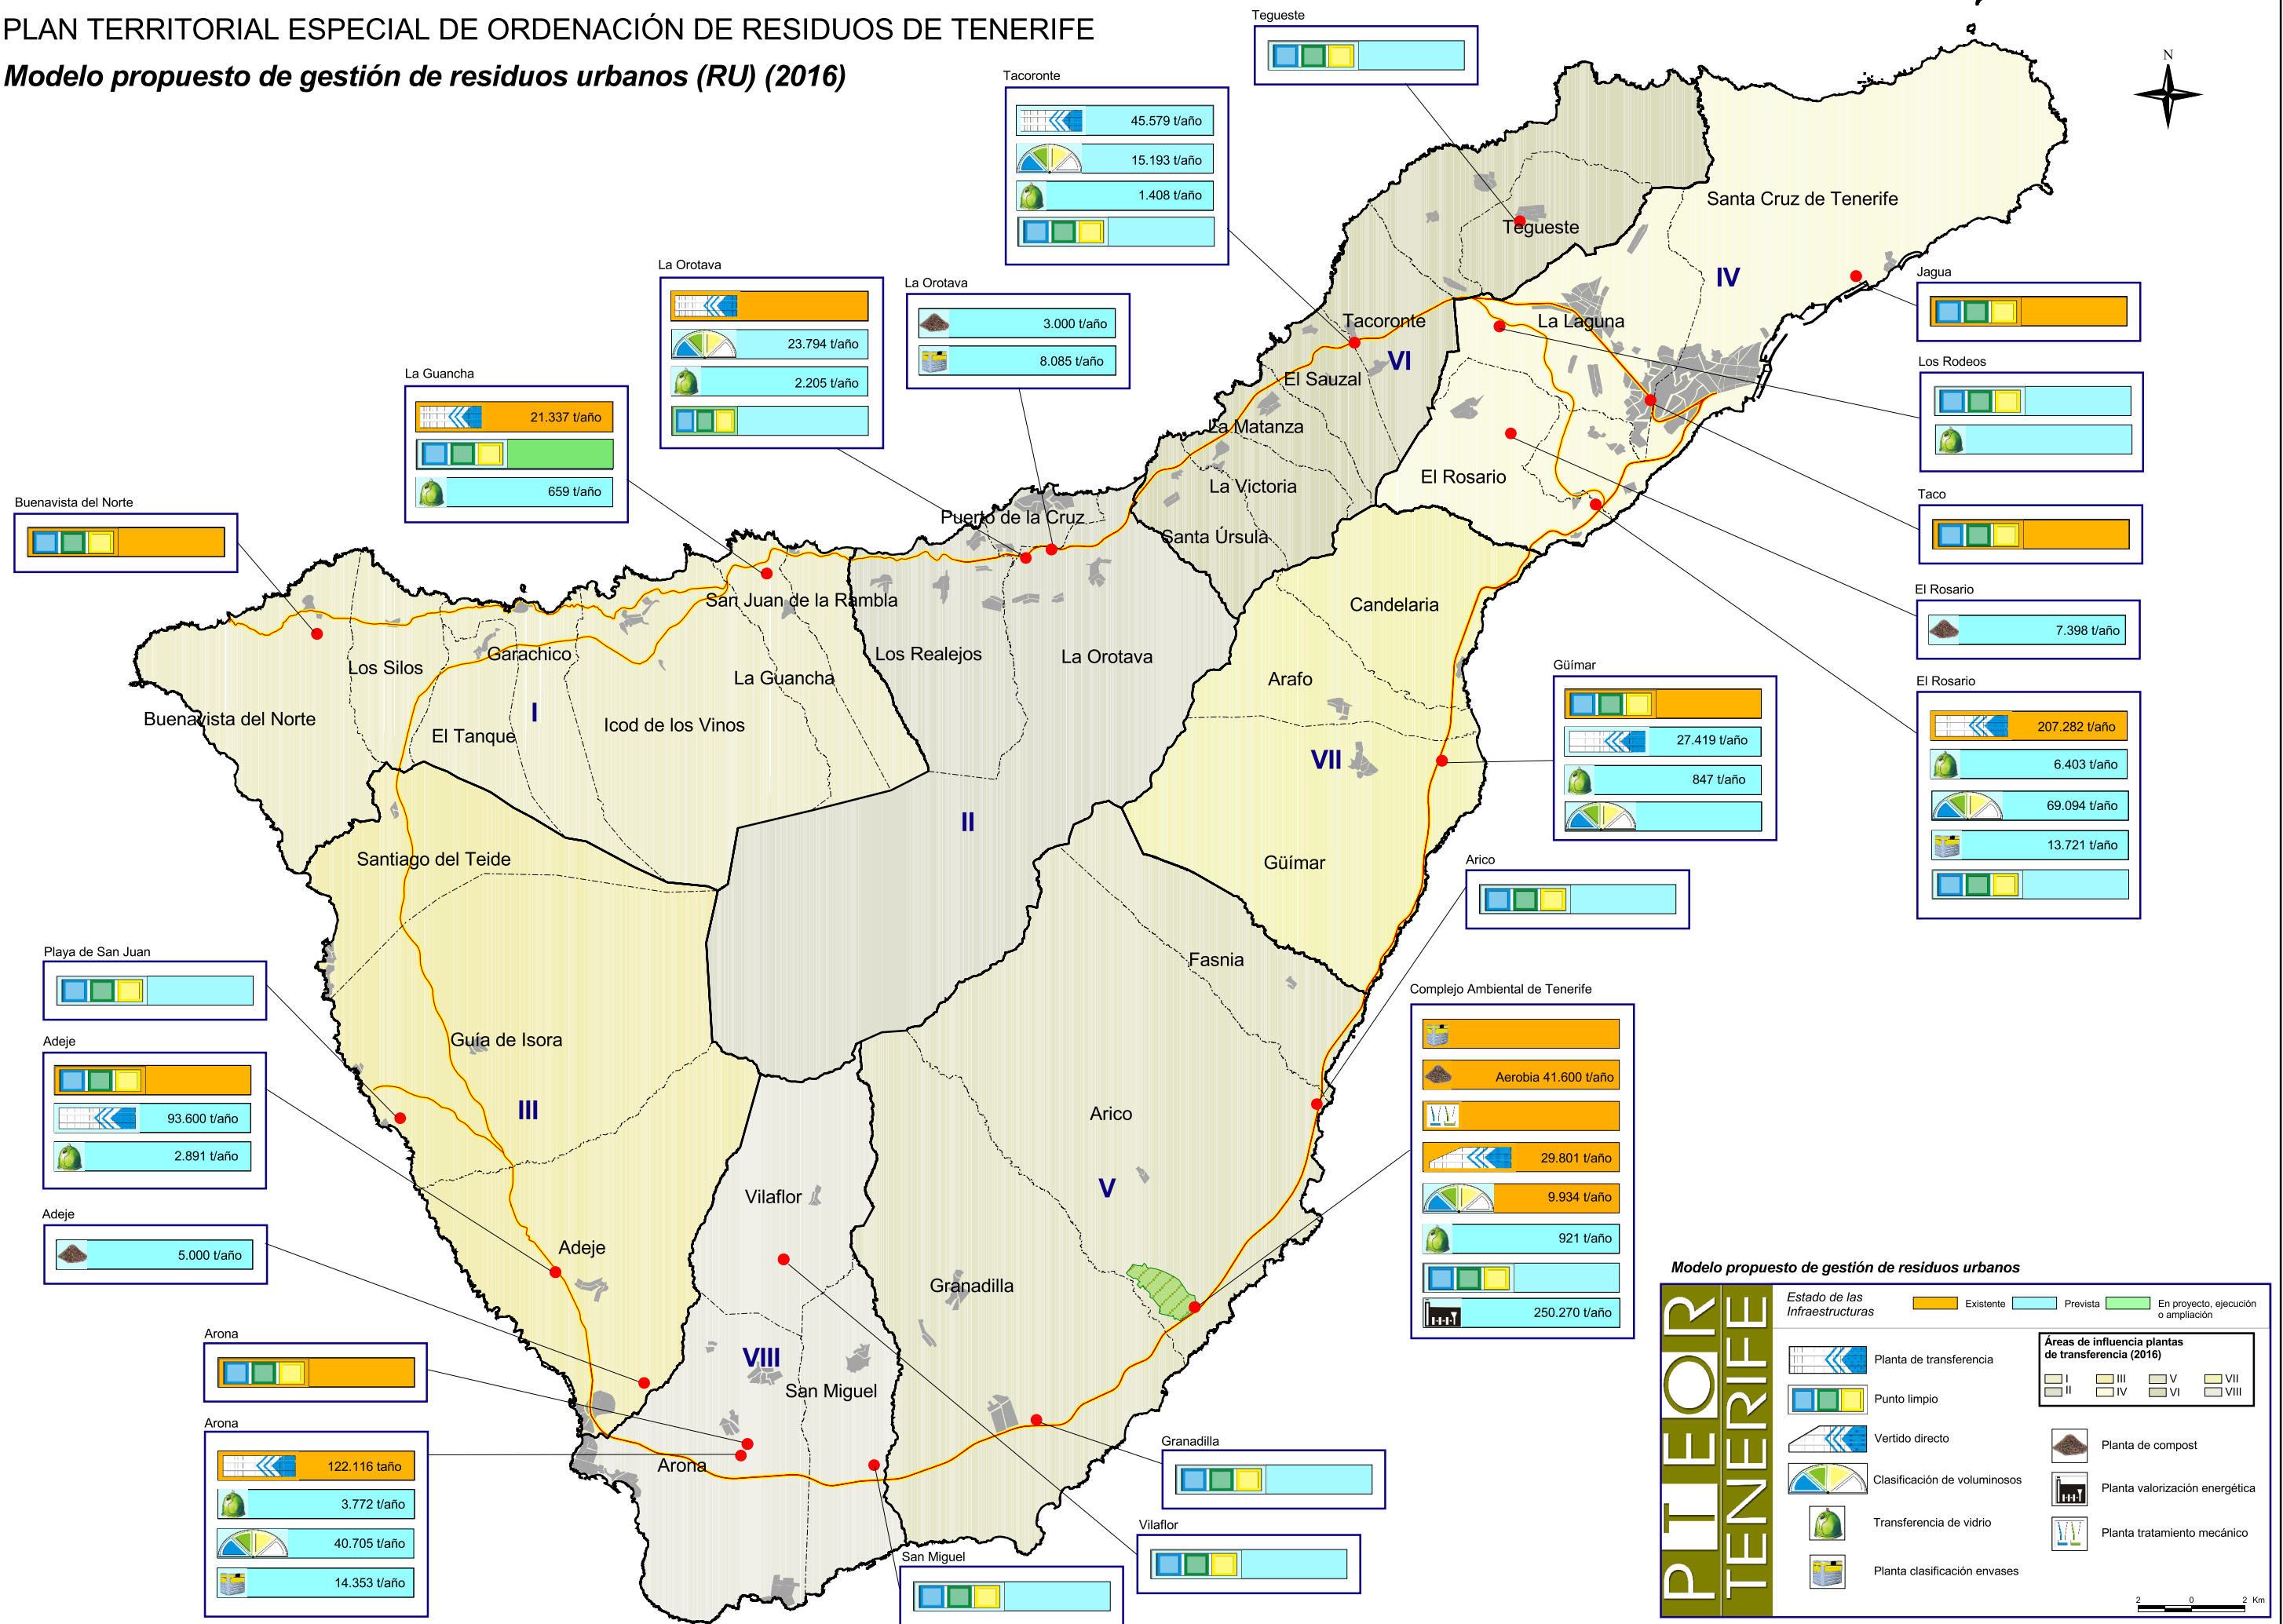 PLAN TERRITORIAL ESPECIAL DE ORDENACIÓN DE RESIDUOS DE TENERIFE
Modelo propuesto de gestión de residuos urbanos (RU) (2016)
N
Tegueste
Tacoronte
45.579 t/año
15.193 t/año
1.408 t/año
La Orotava
23.794 t/año
2.205 t/año
La Orotava
3.000 t/año
8.085 t/año
La Guancha
21.337 t/año
659 t/año
Buenavista del Norte
Jagua
Los Rodeos
Taco
El Rosario
7.398 t/año
El Rosario
207.282 t/año
6.403 t/año
69.094 t/año
13.721 t/año
Güímar
27.419 t/año
847 t/año
Arico
Complejo Ambiental de Tenerife
Aerobia 41.600 t/año
29.801 t/año
9.934 t/año
921 t/año
250.270 t/año
Playa de San Juan
Adeje
93.600 t/año
2.891 t/año
Adeje
5.000 t/año
Arona
Arona
122.116 taño
3.772 t/año
40.705 t/año
14.353 t/año
Granadilla
Vilaflor
San Miguel
Santa Cruz de Tenerife
Tegueste
IV
La Laguna
Tacoronte
VI
El Sauzal
La Matanza
El Rosario
La Victoria
Puerto de la Cruz
Santa Úrsula
San Juan de la Rambla
Candelaria
Los Silos
Garachico
Los Realejos
La Orotava
La Guancha
Arafo
Buenavista del Norte
El Tanque
I
Icod de los Vinos
VII
II
Santiago del Teide
Güímar
Fasnia
Guía de Isora
III
Arico
Vilaflor
V
Adeje
Granadilla
VIII
San Miguel
Arona
Modelo propuesto de gestión de residuos urbanos
PTEOR
TENERIFE
Estado de las
Infraestructuras
Existente
Prevista
En proyecto, ejecución
o ampliación
Planta de transferencia
Punto limpio
Vertido directo
Clasificación de voluminosos
Transferencia de vidrio
Planta clasificación envases
Áreas de influencia plantas
de transferencia (2016)
I III V VII
II IV VI VIII
Planta de compost
Planta valorización energética
Planta tratamiento mecánico
2 0 2 Km